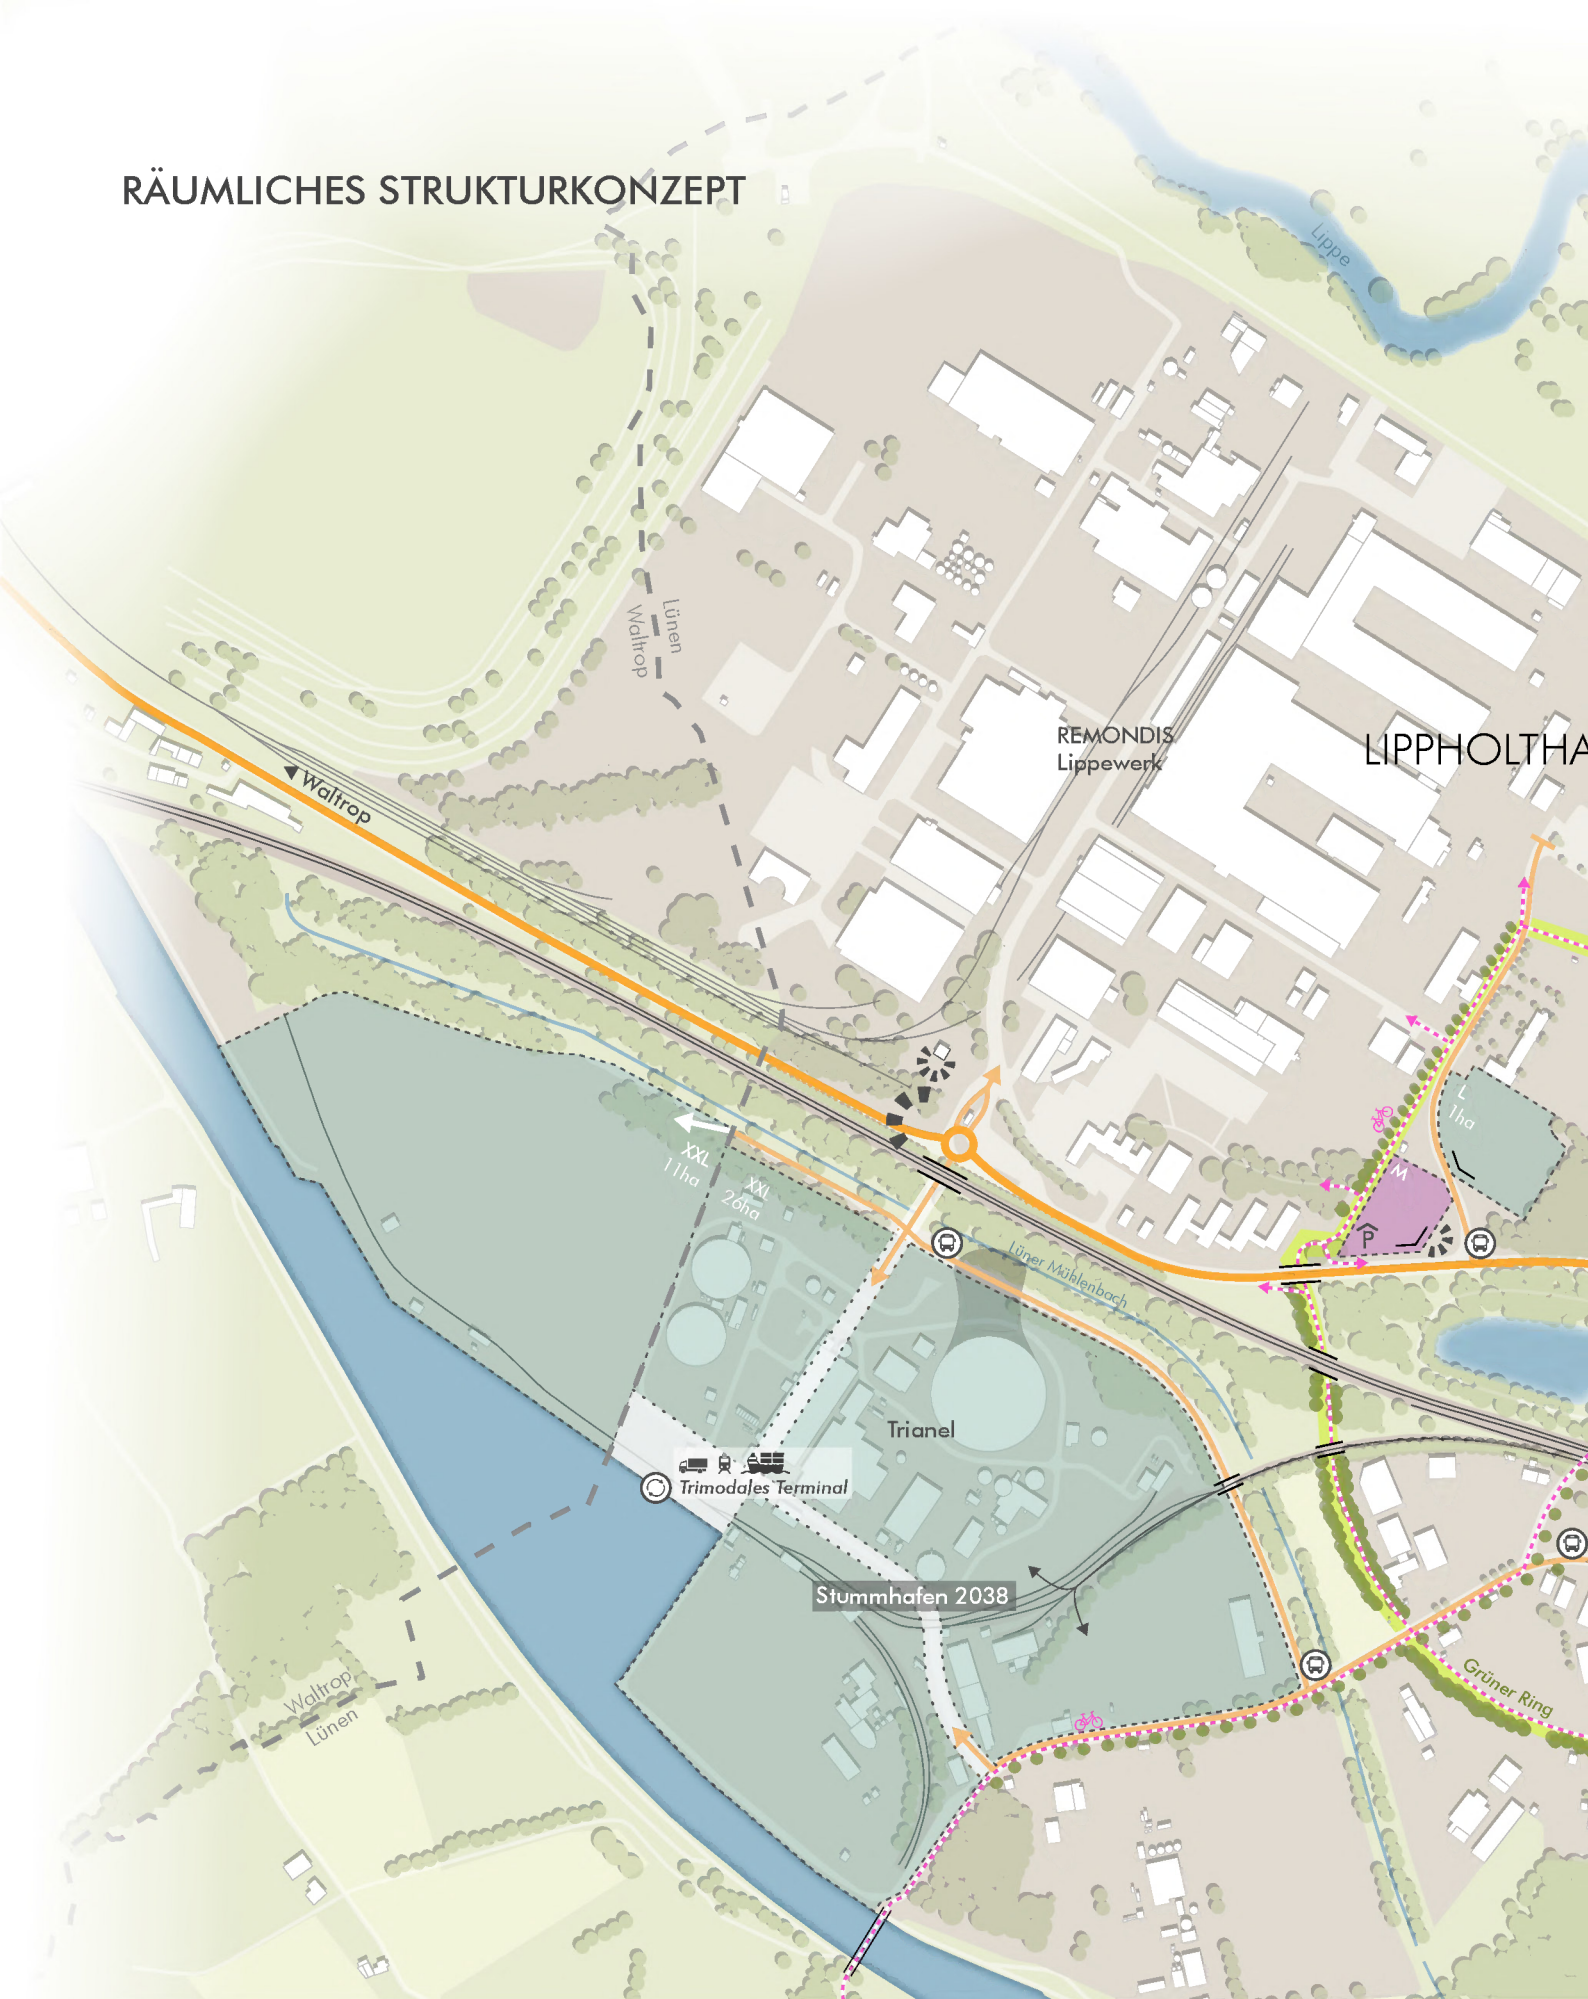 RÄUMLICHES STRUKTURKONZEPT
Lippe
Lünen
Waltrop
REMONDIS
Lippewerk
LIPPHOLTHA
Waltrop
L
1ha
M
P
XXL
11ha
XXL
26ha
Lüner Mühlenbach
Trianel
Trimodales Terminal
Stummhafen 2038
Waltrop
Lünen
Grüner Ring